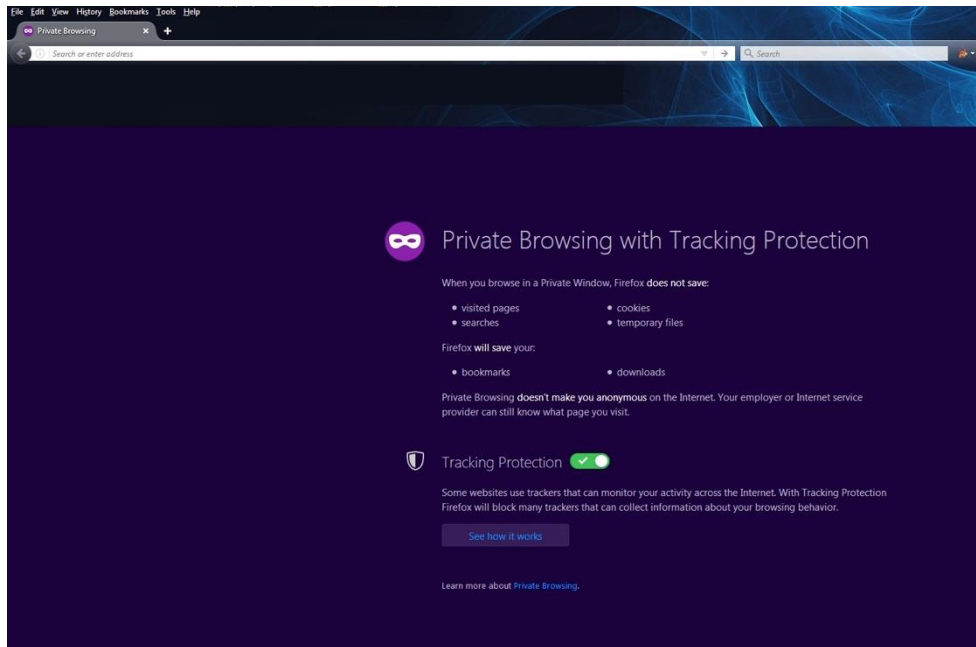 File Edit View History Bookmarks Tools Help
Private Browsing × +
Search or enter address
Search
Private Browsing with Tracking Protection
When you browse in a Private Window, Firefox does not save:
• visited pages • cookies
• searches • temporary files
Firefox will save your:
• bookmarks • downloads
Private Browsing doesn't make you anonymous on the Internet. Your employer or Internet service
provider can still know what page you visit.
Tracking Protection
Some websites use trackers that can monitor your activity across the Internet. With Tracking Protection
Firefox will block many trackers that can collect information about your browsing behavior.
See how it works
Learn more about Private Browsing.